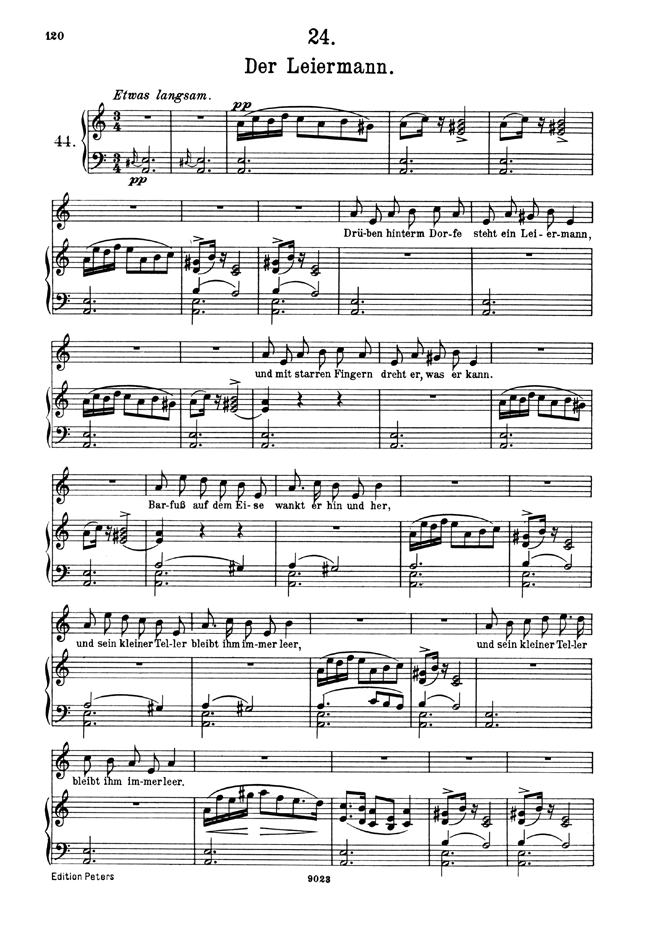 120
24.
Der Leiermann.
Etwas langsam.
44.
pp
pp
Drü-ben hinterm Dor-fe steht ein Lei-er-mann,
und mit starren Fingern dreht er, was er kann.
Bar-fuß auf dem Ei-se wankt er hin und her,
und sein kleiner Tel-ler bleibt ihm im-mer leer,
und sein kleiner Tel-ler
bleibt ihm im-mer leer.
Edition Peters
9023